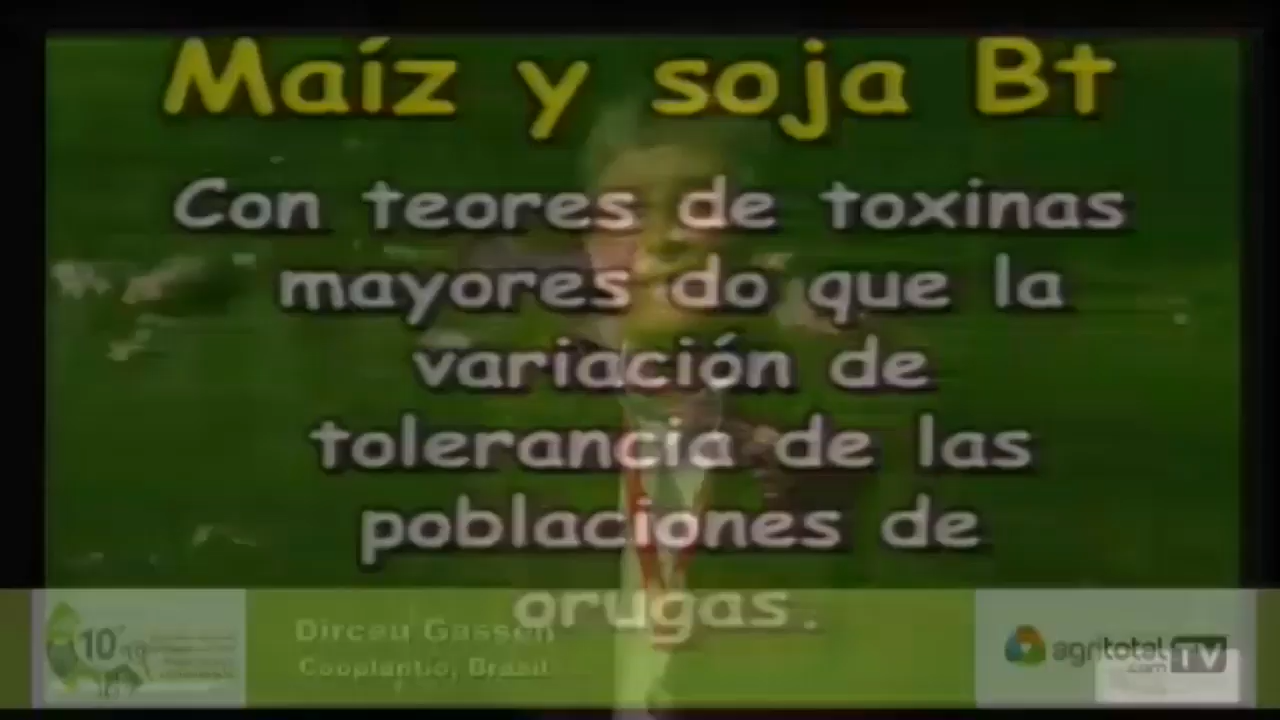 Maíz y soja Bt
Con teores de toxinas
mayores do que la
variación de
tolerancia de las
poblaciones de
orugas.
10
Dirceu Gassen
Cooplantio, Brasil
agritotal
.com
TV